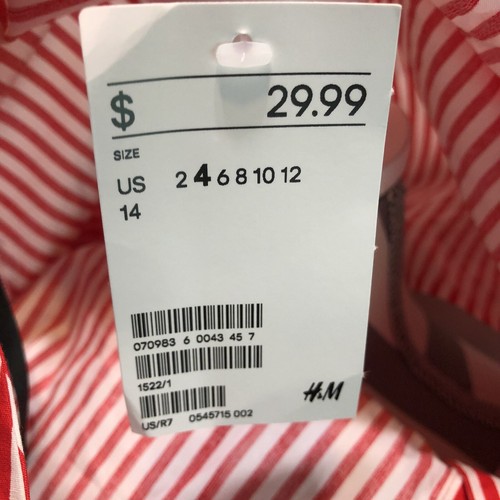 $ 29.99
SIZE
US 2 4 6 8 10 12
14
070983 6 0043 45 7
1522/1
H&M
US/R7 0545715 002